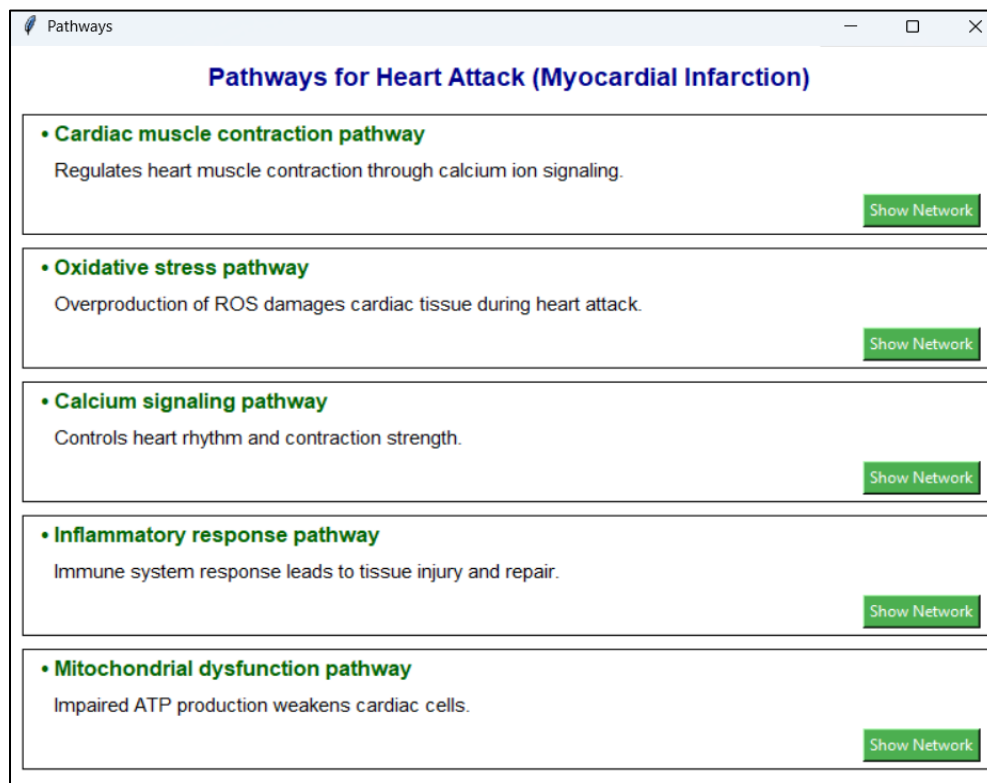 Pathways
Pathways for Heart Attack (Myocardial Infarction)
• Cardiac muscle contraction pathway
Regulates heart muscle contraction through calcium ion signaling.
Show Network
• Oxidative stress pathway
Overproduction of ROS damages cardiac tissue during heart attack.
Show Network
• Calcium signaling pathway
Controls heart rhythm and contraction strength.
Show Network
• Inflammatory response pathway
Immune system response leads to tissue injury and repair.
Show Network
• Mitochondrial dysfunction pathway
Impaired ATP production weakens cardiac cells.
Show Network